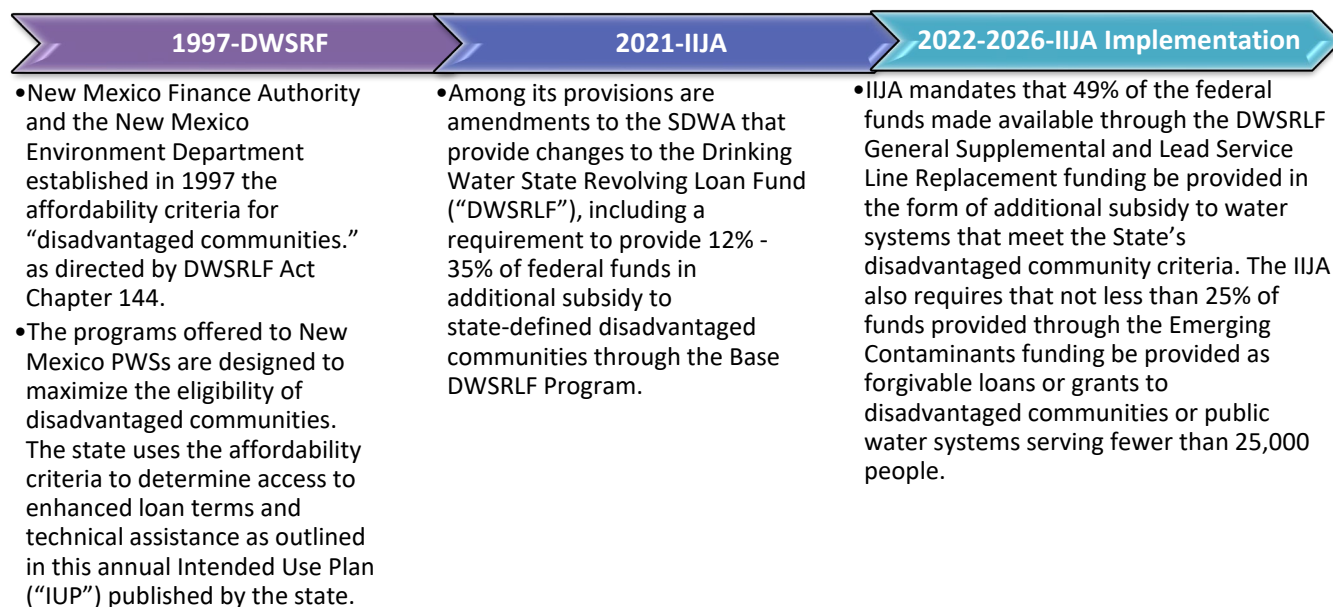 1997-DWSRF
•New Mexico Finance Authority
and the New Mexico
Environment Department
established in 1997 the
affordability criteria for
“disadvantaged communities.”
as directed by DWSRLF Act
Chapter 144.
•The programs offered to New
Mexico PWSs are designed to
maximize the eligibility of
disadvantaged communities.
The state uses the affordability
criteria to determine access to
enhanced loan terms and
technical assistance as outlined
in this annual Intended Use Plan
(“IUP”) published by the state.
2021-IIJA
•Among its provisions are
amendments to the SDWA that
provide changes to the Drinking
Water State Revolving Loan Fund
(“DWSRLF”), including a
requirement to provide 12% -
35% of federal funds in
additional subsidy to
state-defined disadvantaged
communities through the Base
DWSRLF Program.
2022-2026-IIJA Implementation
•IIJA mandates that 49% of the federal
funds made available through the DWSRLF
General Supplemental and Lead Service
Line Replacement funding be provided in
the form of additional subsidy to water
systems that meet the State’s
disadvantaged community criteria. The IIJA
also requires that not less than 25% of
funds provided through the Emerging
Contaminants funding be provided as
forgivable loans or grants to
disadvantaged communities or public
water systems serving fewer than 25,000
people.